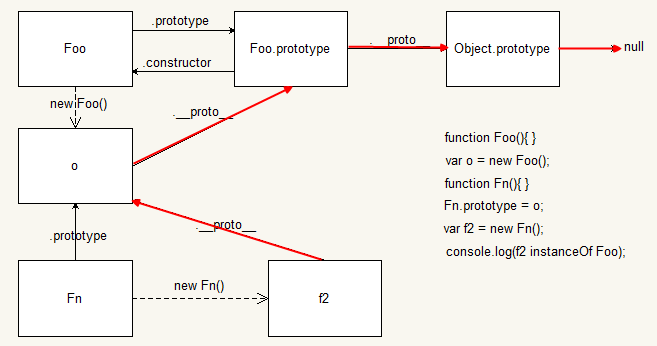 .prototype
Foo
.constructor
Foo.prototype
.__proto__
Object.prototype
null
new Foo()
.__proto__
o
.prototype
.__proto__
Fn
new Fn()
f2
function Foo(){ }
var o = new Foo();
function Fn(){ }
Fn.prototype = o;
var f2 = new Fn();
console.log(f2 instanceOf Foo);